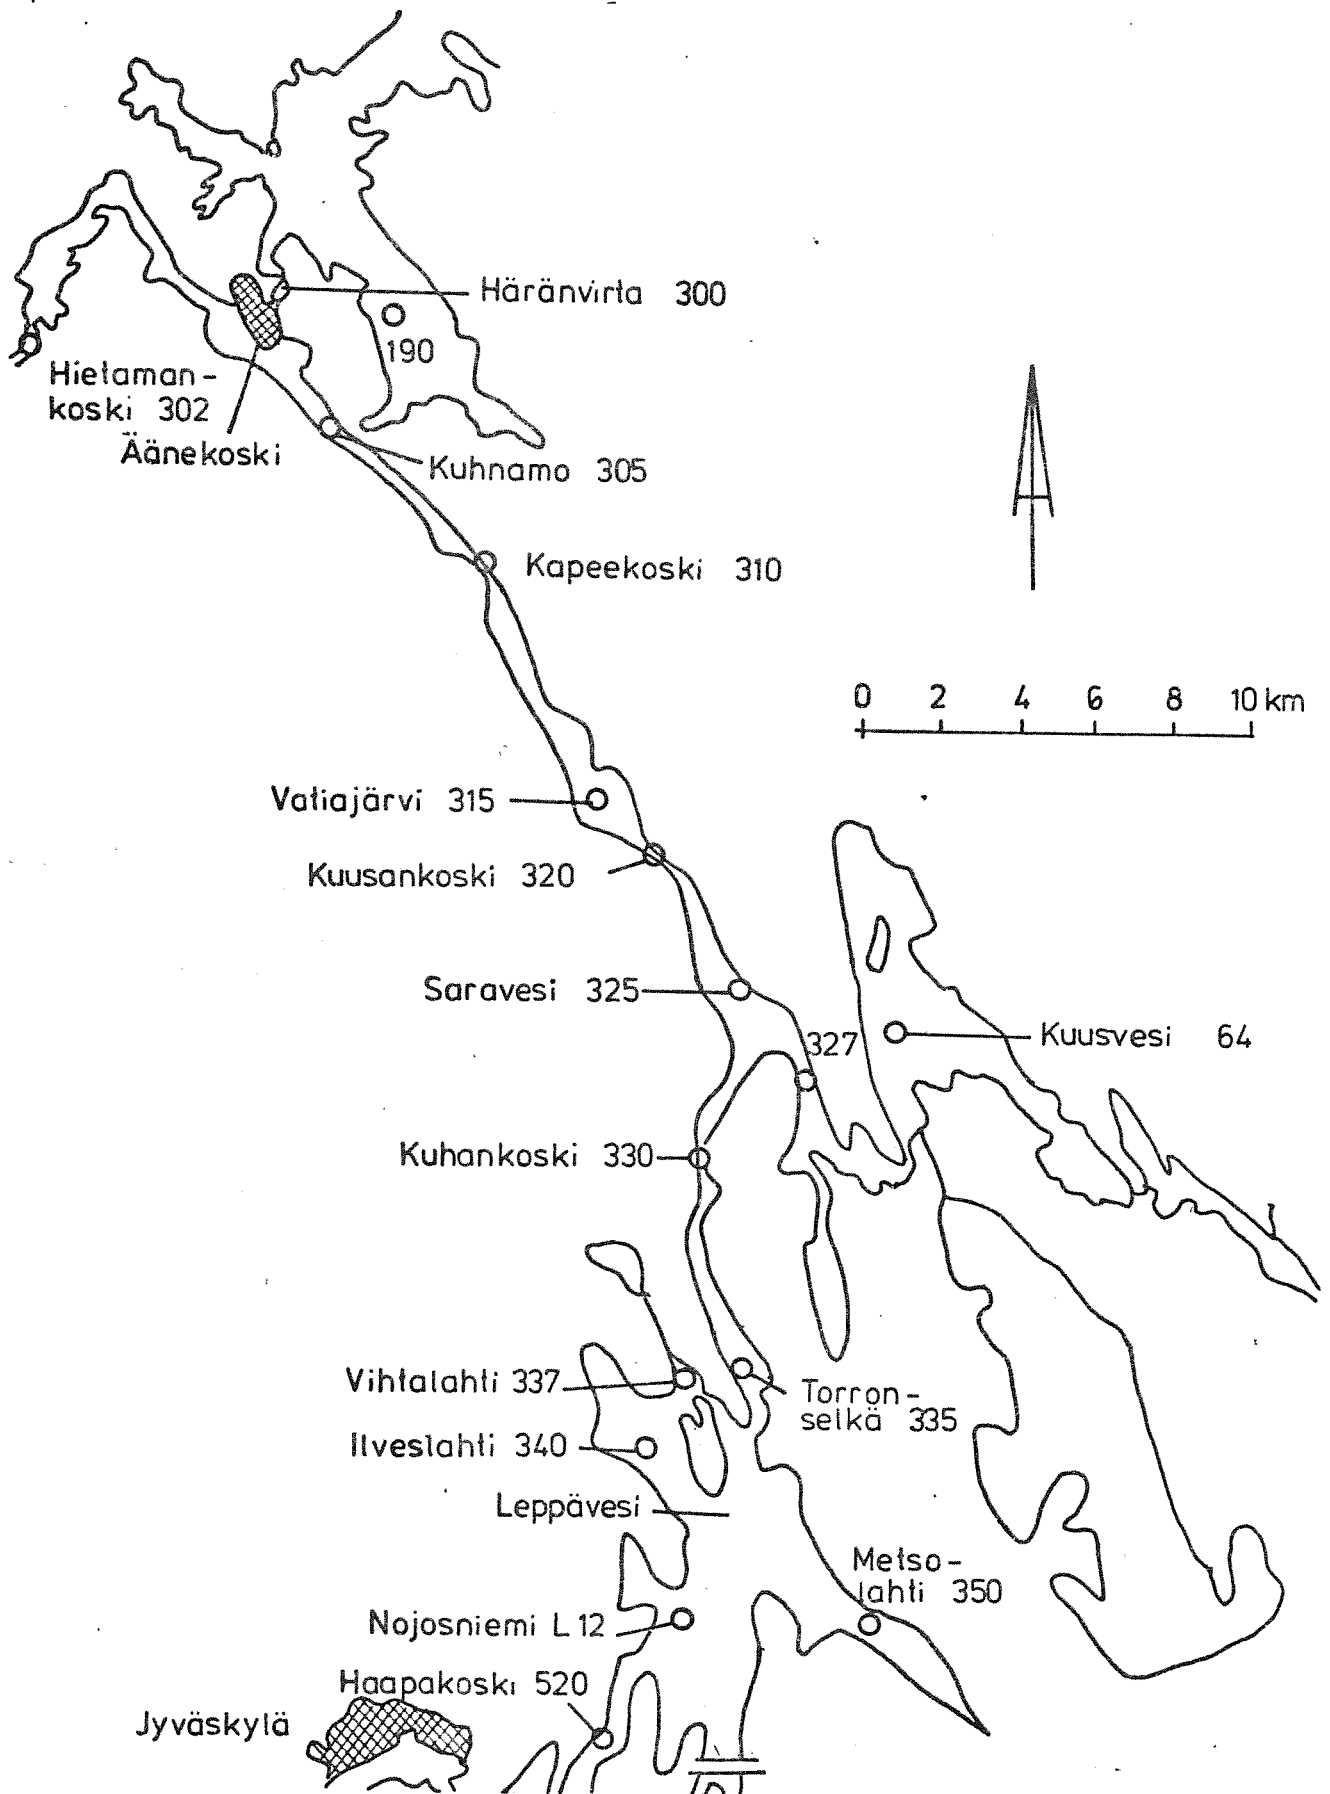 Häränvirta 300
190
Hietaman-
koski 302
Äänekoski
Kuhnamo 305
Kapeekoski 310
0 2 4 6 8 10 km
Vatiajärvi 315
Kuusankoski 320
Saravesi 325
327
Kuusvesi 64
Kuhankoski 330
Vihtalahti 337
Torron-
selkä 335
Ilveslahti 340
Leppävesi
Metso-
lahti 350
Nojosniemi L12
Haapakoski 520
Jyväskylä